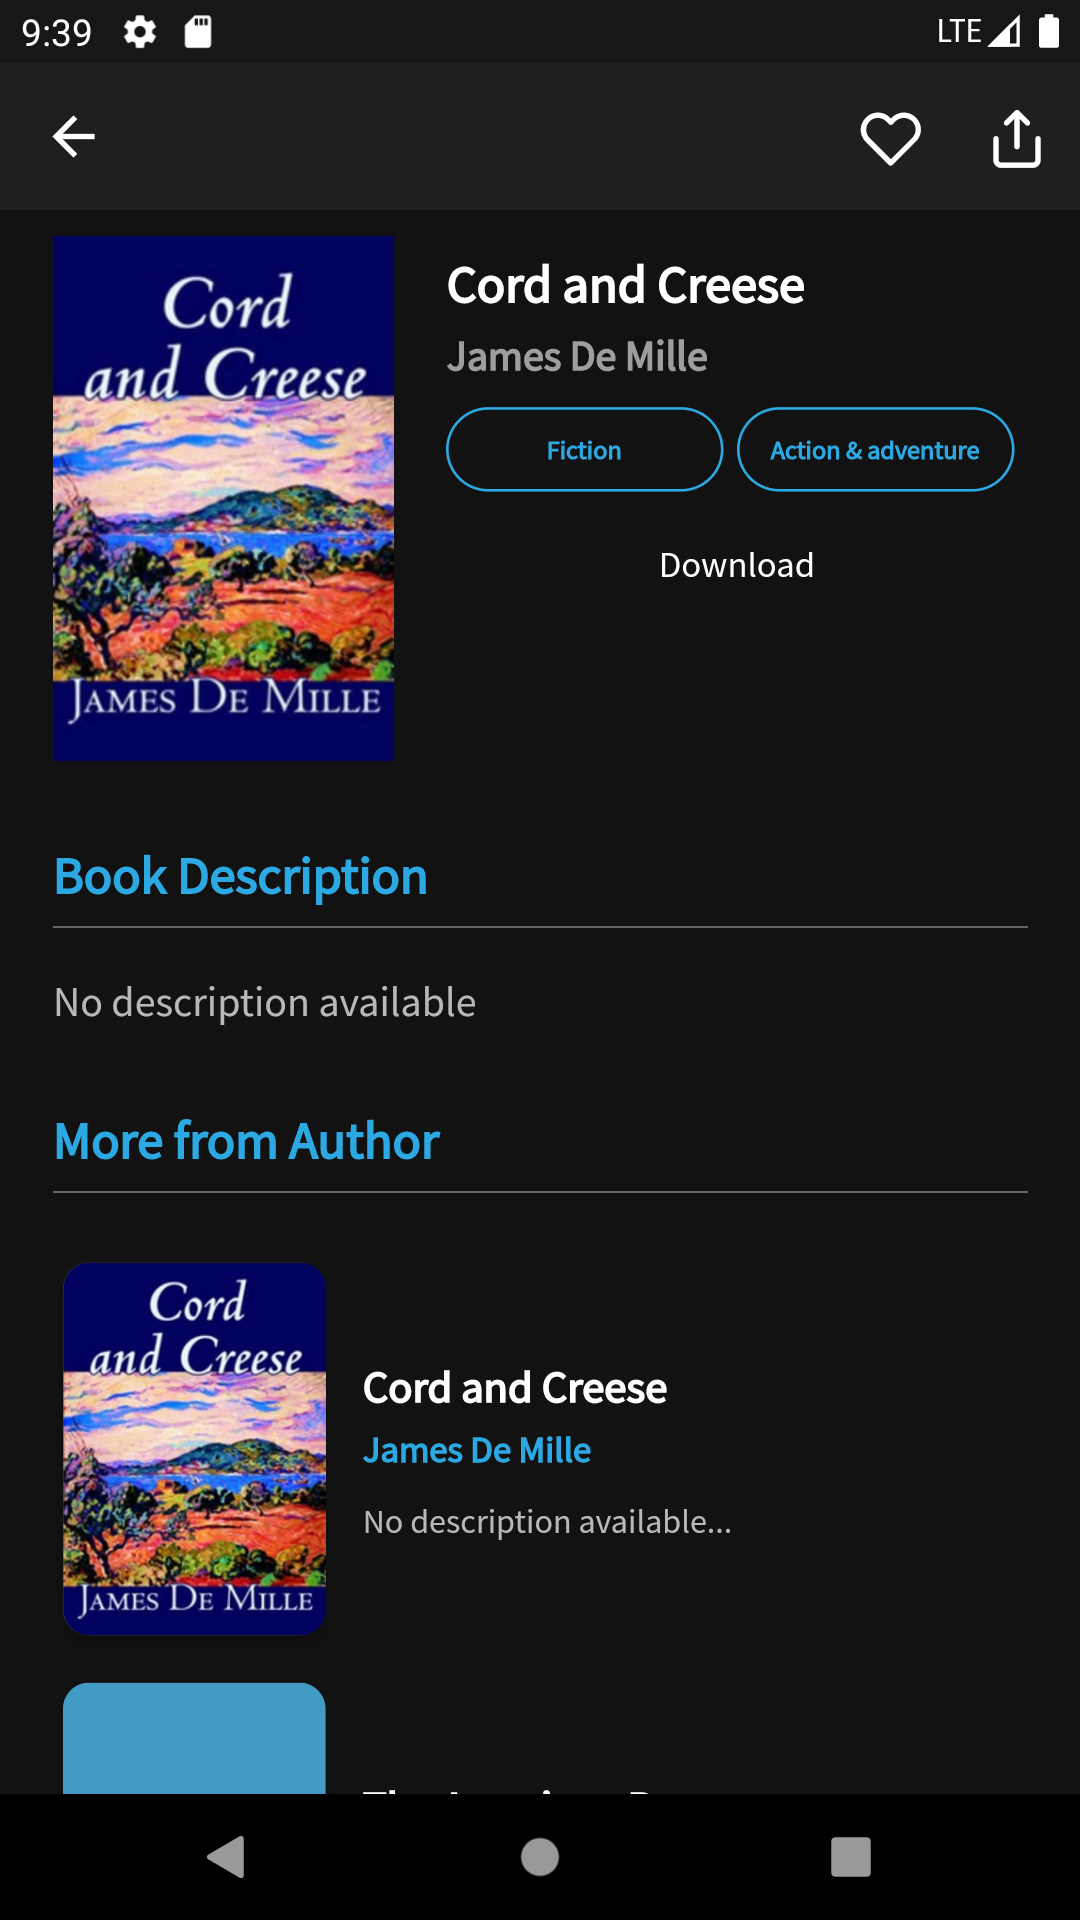 9:39
LTE
Cord
and Creese
JAMES DE MILLE
Cord and Creese
James De Mille
Fiction
Action & adventure
Download
Book Description
No description available
More from Author
Cord
and Creese
JAMES DE MILLE
Cord and Creese
James De Mille
No description available...